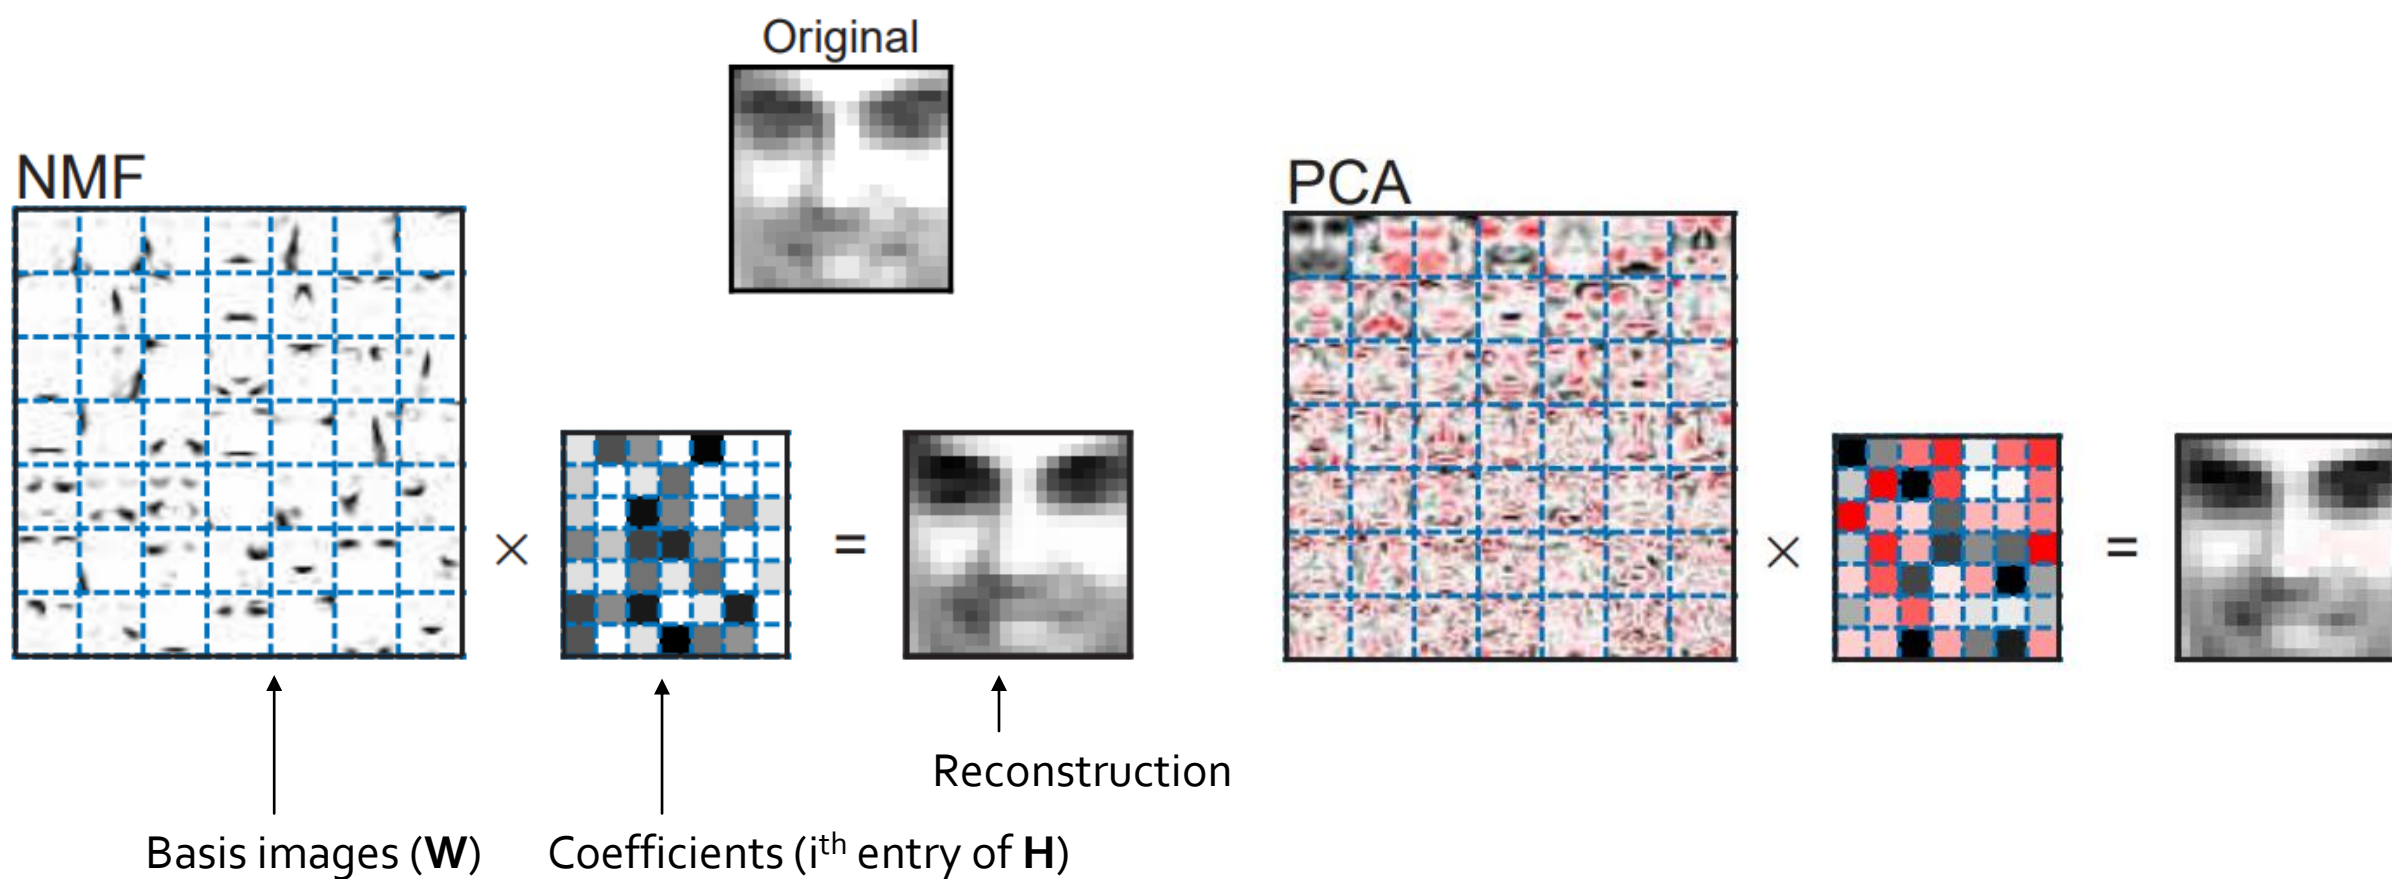 Original
NMF
PCA
×
=
×
=
Reconstruction
Basis images (W)
Coefficients (iᵗʰ entry of H)